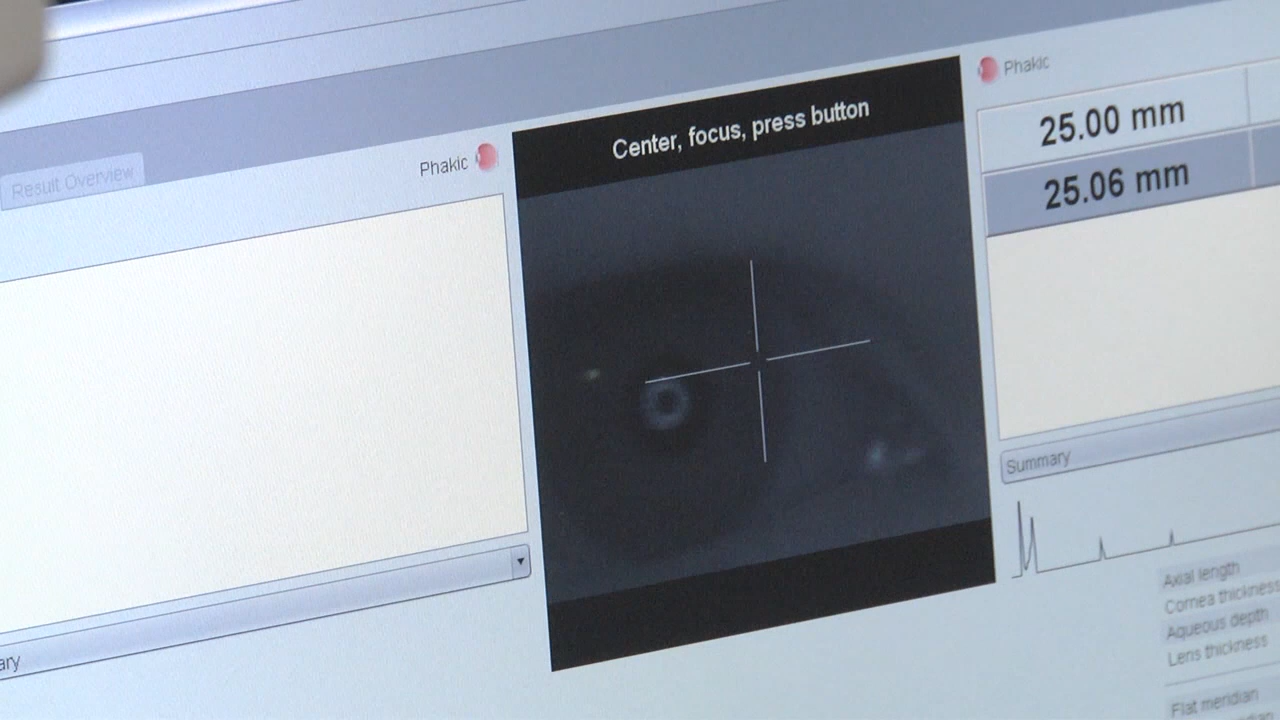 Result Overview
Phakic
Center, focus, press button
Phakic
25.00 mm
25.06 mm
Summary
ary
Axial length
Cornea thickness
Aqueous depth
Lens thickness
Flat meridian